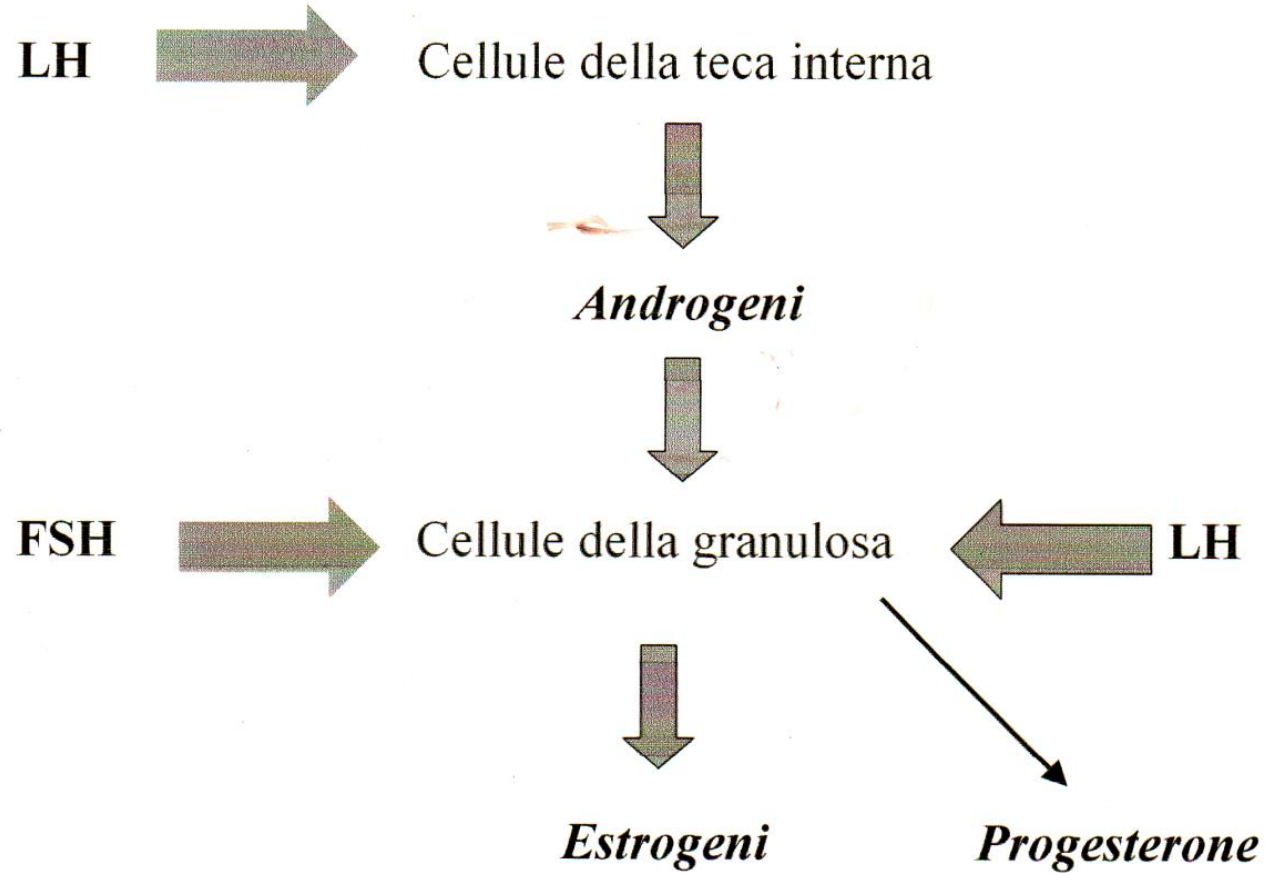 LH Cellule della teca interna
Androgeni
FSH Cellule della granulosa LH
Estrogeni Progesterone